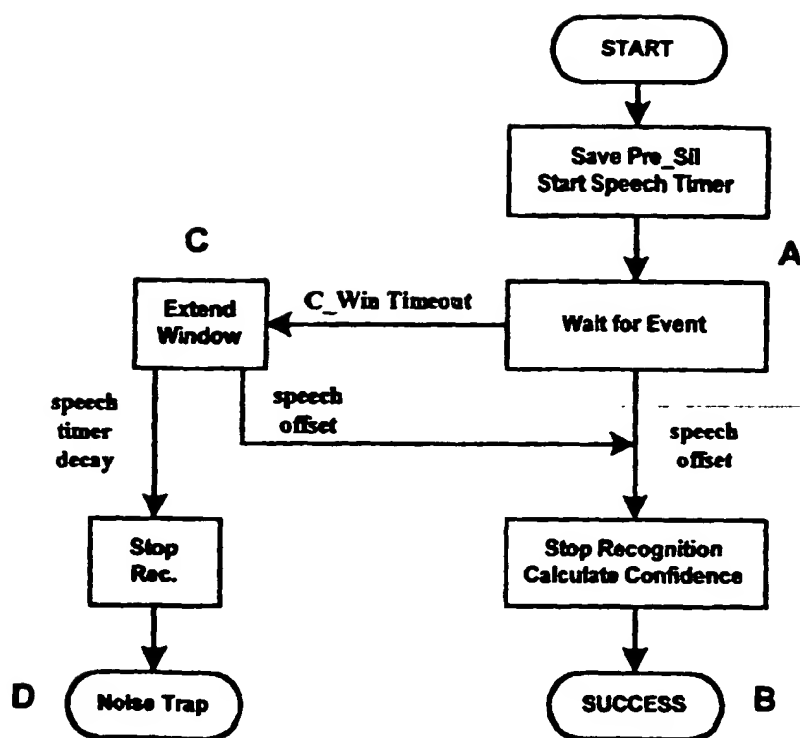 START
Save Pre_Sil
Start Speech Timer
A
C
Extend
Window
C_Win Timeout
Wait for Event
speech
timer
decay
speech
offset
speech
offset
Stop
Rec.
Stop Recognition
Calculate Confidence
D
Noise Trap
SUCCESS
B